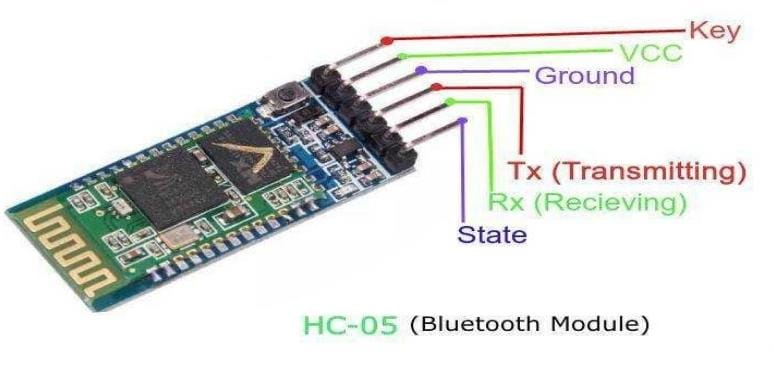 Key
VCC
Ground
Tx (Transmitting)
Rx (Recieving)
State
HC-05 (Bluetooth Module)